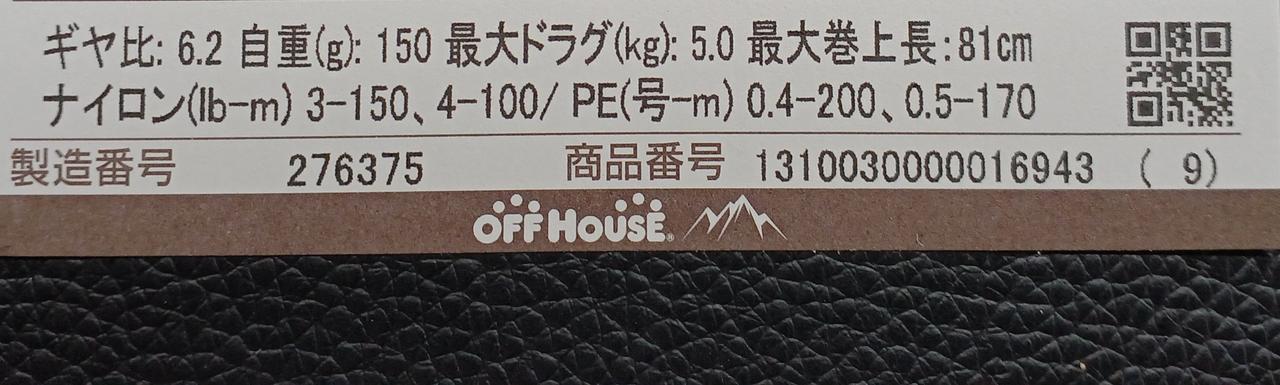 ギヤ比: 6.2 自重(g): 150 最大ドラグ(kg): 5.0 最大巻上長:81cm
ナイロン(lb-m) 3-150、4-100/ PE(号-m) 0.4-200、0.5-170
製造番号 276375 商品番号 1310030000016943 ( 9)
OFF HOUSE®